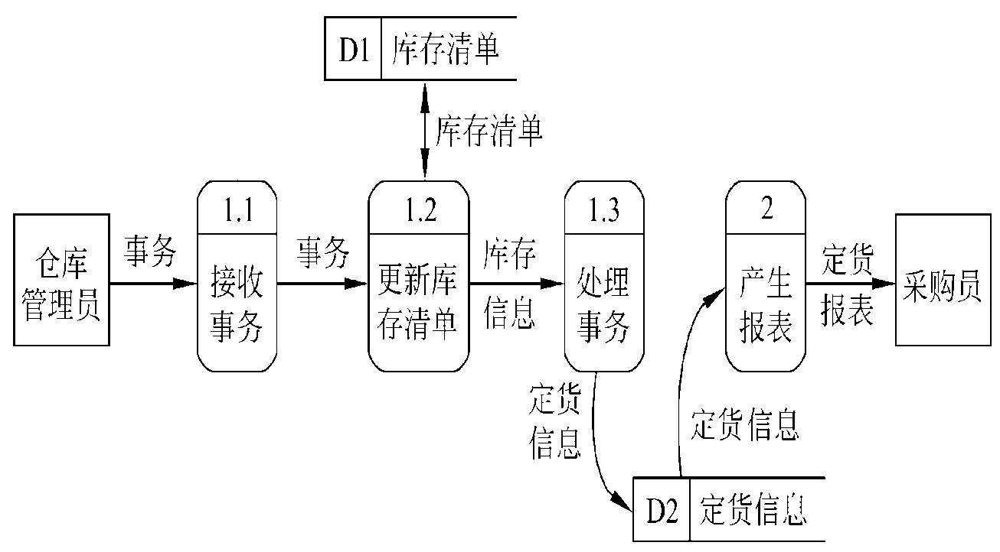 D1 库存清单
库存清单
1.1
1.2
1.3
2
仓库
管理员
事务
接收
事务
事务
更新库
存清单
库存
信息
处理
事务
产生
报表
定货
报表
采购员
定货
信息
定货信息
D2 定货信息